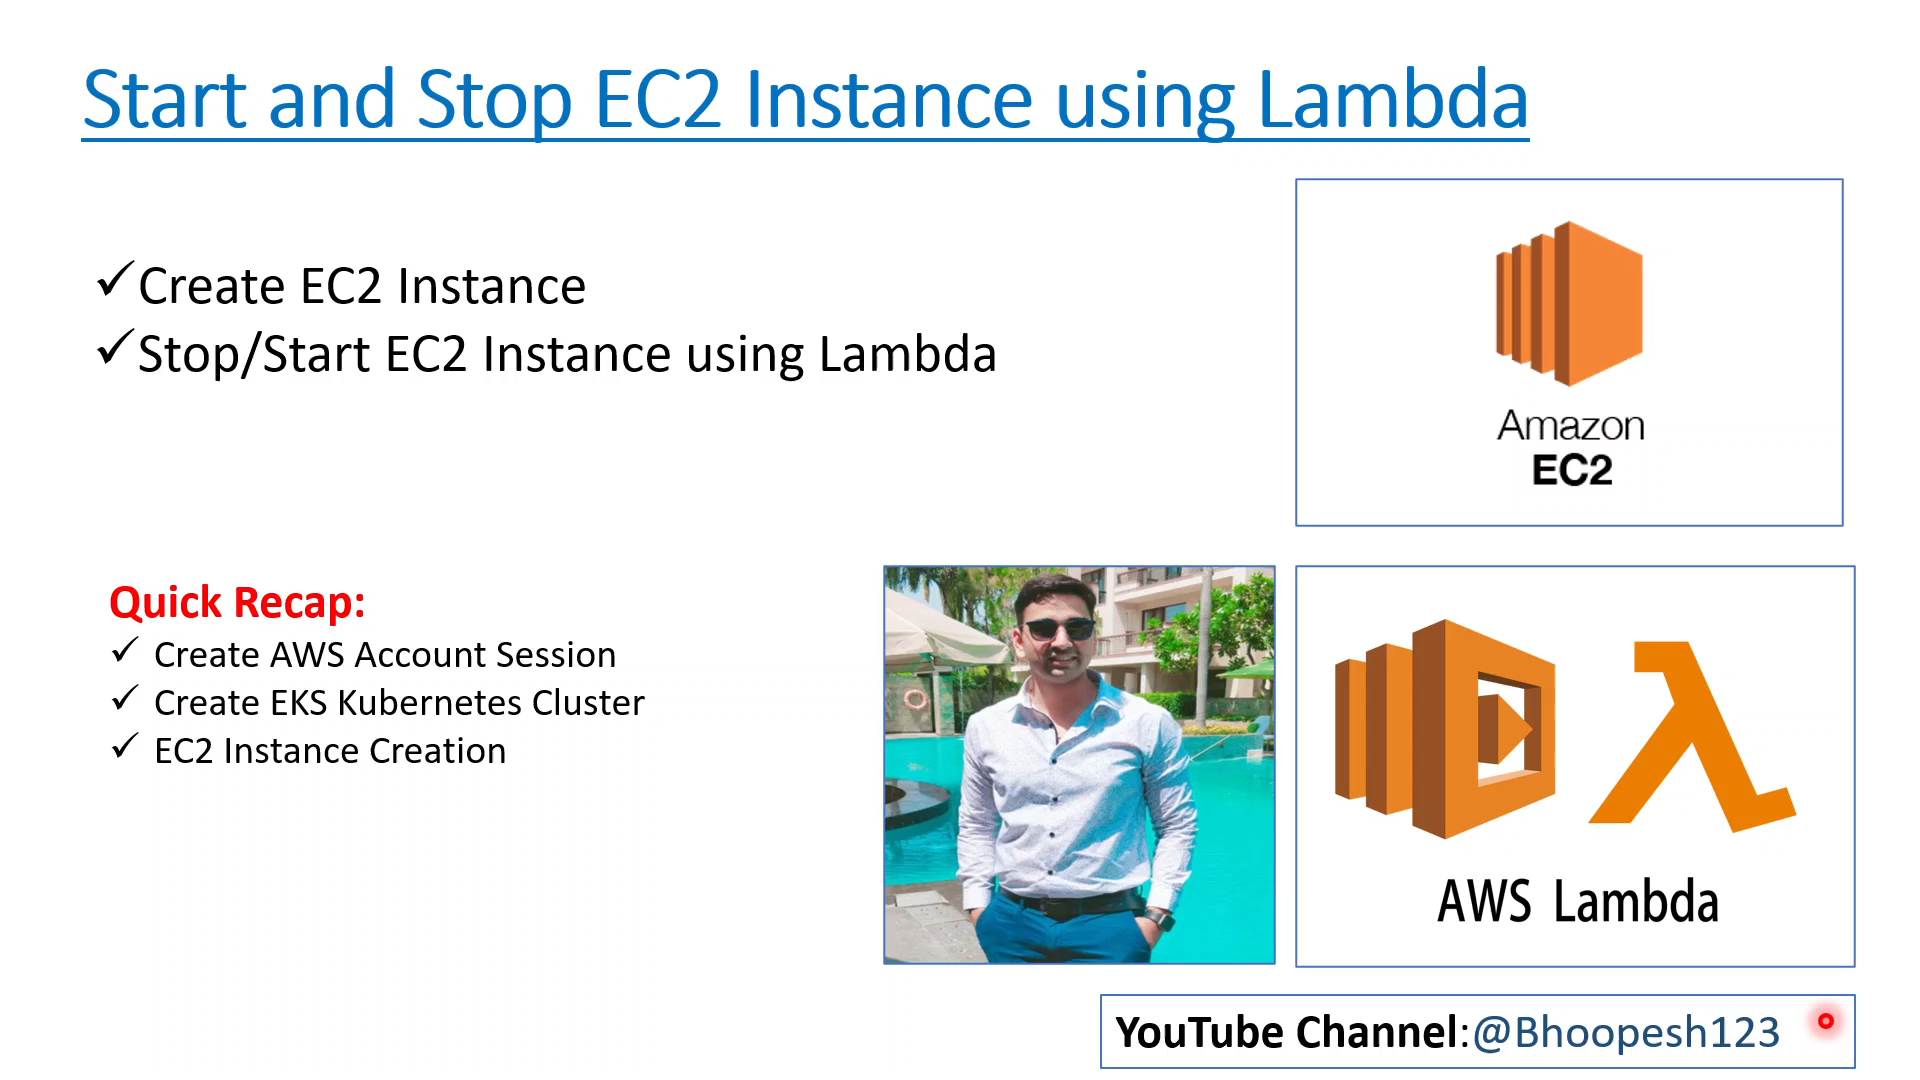 Start and Stop EC2 Instance using Lambda
✓Create EC2 Instance
✓Stop/Start EC2 Instance using Lambda
Amazon
EC2
Quick Recap:
✓ Create AWS Account Session
✓ Create EKS Kubernetes Cluster
✓ EC2 Instance Creation
AWS Lambda
YouTube Channel:@Bhoopesh123